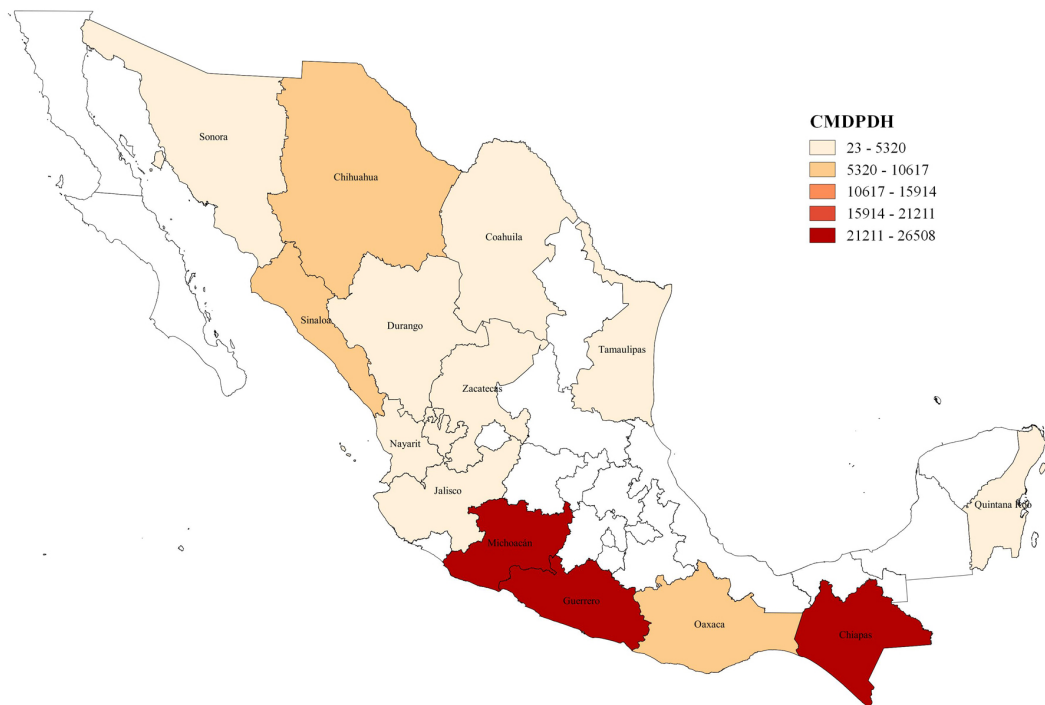 CMDPDH
23 - 5320
5320 - 10617
10617 - 15914
15914 - 21211
21211 - 26508
Sonora
Chihuahua
Coahuila
Sinaloa
Durango
Tamaulipas
Zacatecas
Nayarit
Jalisco
Quintana Roo
Michoacán
Guerrero
Oaxaca
Chiapas